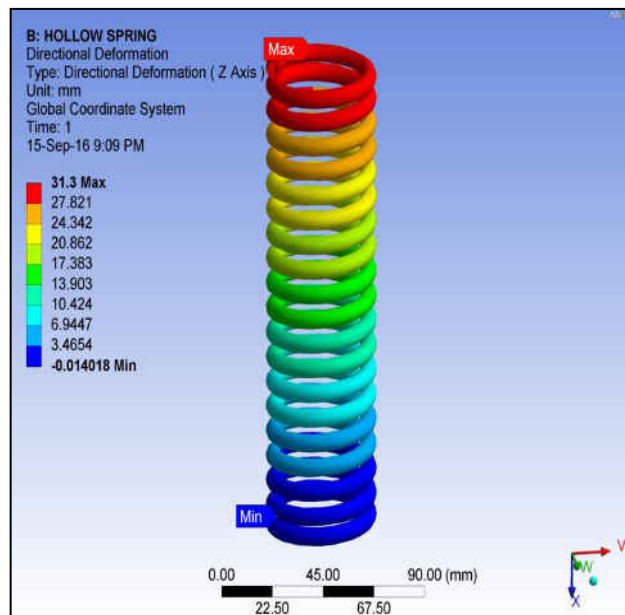 B: HOLLOW SPRING
Directional Deformation
Type: Directional Deformation ( Z Axis )
Unit: mm
Global Coordinate System
Time: 1
15-Sep-16 9:09 PM
Max
31.3 Max
27.821
24.342
20.862
17.383
13.903
10.424
6.9447
3.4654
-0.014018 Min
Min
0.00 45.00 90.00 (mm)
22.50 67.50
X